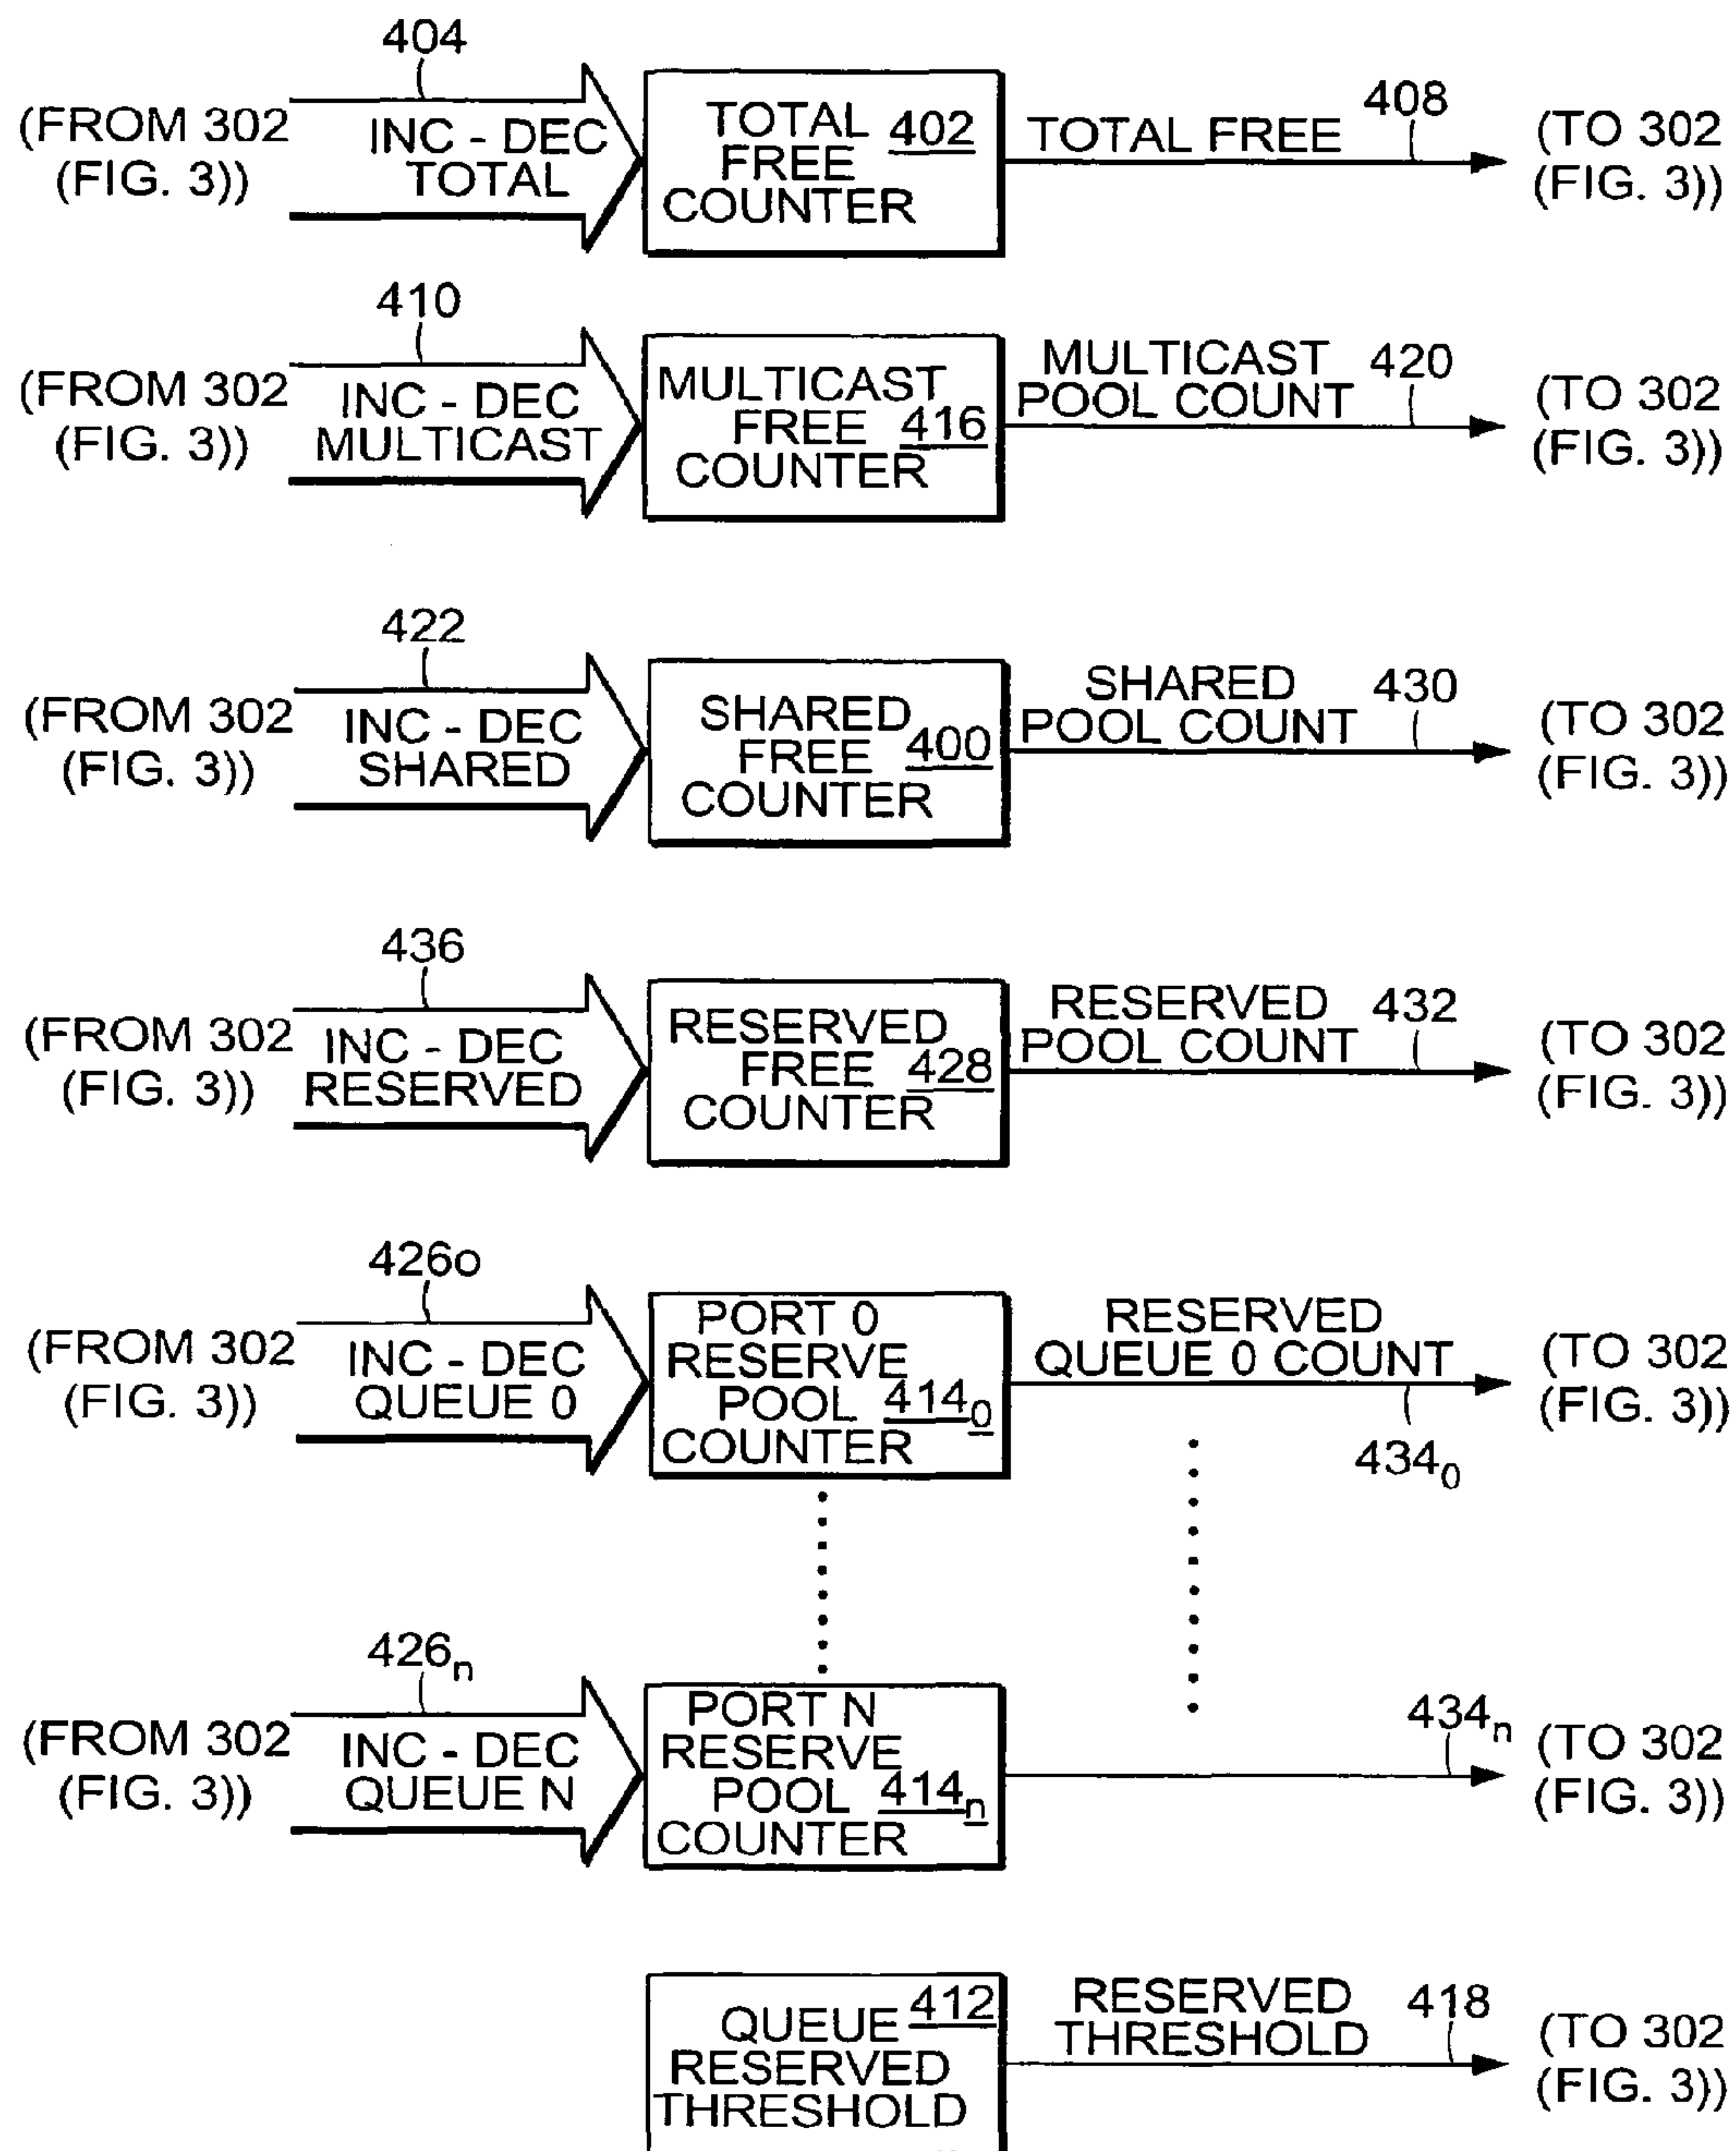 404
(FROM 302
(FIG. 3))
INC - DEC
TOTAL
TOTAL
FREE
COUNTER
402
TOTAL FREE
408
(TO 302
(FIG. 3))
410
(FROM 302
(FIG. 3))
INC - DEC
MULTICAST
MULTICAST
FREE
COUNTER
416
MULTICAST
POOL COUNT
420
(TO 302
(FIG. 3))
422
(FROM 302
(FIG. 3))
INC - DEC
SHARED
SHARED
FREE
COUNTER
400
SHARED
POOL COUNT
430
(TO 302
(FIG. 3))
436
(FROM 302
(FIG. 3))
INC - DEC
RESERVED
RESERVED
FREE
COUNTER
428
RESERVED
POOL COUNT
432
(TO 302
(FIG. 3))
426o
(FROM 302
(FIG. 3))
INC - DEC
QUEUE 0
PORT 0
RESERVE
POOL
COUNTER
414₀
RESERVED
QUEUE 0 COUNT
434₀
(TO 302
(FIG. 3))
426ₙ
(FROM 302
(FIG. 3))
INC - DEC
QUEUE N
PORT N
RESERVE
POOL
COUNTER
414ₙ
434ₙ
(TO 302
(FIG. 3))
412
QUEUE
RESERVED
THRESHOLD
RESERVED
THRESHOLD
418
(TO 302
(FIG. 3))